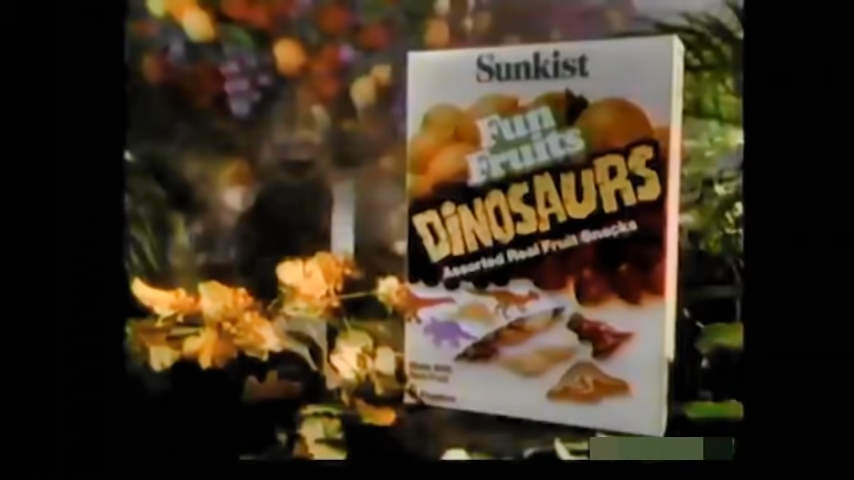 Sunkist
Fun
Fruits
DINOSAURS
Assorted Real Fruit Snacks